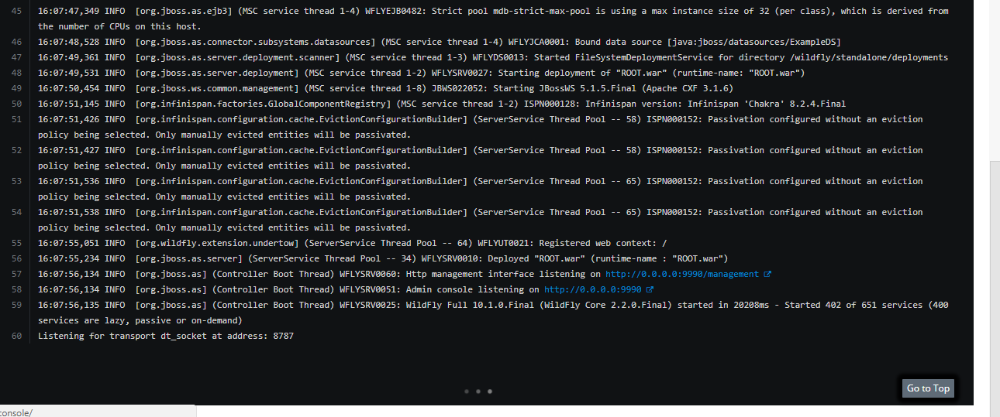 45 16:07:47,349 INFO [org.jboss.as.ejb3] (MSC service thread 1-4) WFLYEJB0482: Strict pool mdb-strict-max-pool is using a max instance size of 32 (per class), which is derived from
the number of CPUs on this host.
46 16:07:48,528 INFO [org.jboss.as.connector.subsystems.datasources] (MSC service thread 1-4) WFLYJCA0001: Bound data source [java:jboss/datasources/ExampleDS]
47 16:07:49,361 INFO [org.jboss.as.server.deployment.scanner] (MSC service thread 1-3) WFLYDS0013: Started FileSystemDeploymentService for directory /wildfly/standalone/deployments
48 16:07:49,531 INFO [org.jboss.as.server.deployment] (MSC service thread 1-2) WFLYSRV0027: Starting deployment of "ROOT.war" (runtime-name: "ROOT.war")
49 16:07:50,454 INFO [org.jboss.ws.common.management] (MSC service thread 1-8) JBWS022052: Starting JBossWS 5.1.5.Final (Apache CXF 3.1.6)
50 16:07:51,145 INFO [org.infinispan.factories.GlobalComponentRegistry] (MSC service thread 1-2) ISPN000128: Infinispan version: Infinispan 'Chakra' 8.2.4.Final
51 16:07:51,426 INFO [org.infinispan.configuration.cache.EvictionConfigurationBuilder] (ServerService Thread Pool -- 58) ISPN000152: Passivation configured without an eviction
policy being selected. Only manually evicted entities will be passivated.
52 16:07:51,427 INFO [org.infinispan.configuration.cache.EvictionConfigurationBuilder] (ServerService Thread Pool -- 58) ISPN000152: Passivation configured without an eviction
policy being selected. Only manually evicted entities will be passivated.
53 16:07:51,536 INFO [org.infinispan.configuration.cache.EvictionConfigurationBuilder] (ServerService Thread Pool -- 65) ISPN000152: Passivation configured without an eviction
policy being selected. Only manually evicted entities will be passivated.
54 16:07:51,538 INFO [org.infinispan.configuration.cache.EvictionConfigurationBuilder] (ServerService Thread Pool -- 65) ISPN000152: Passivation configured without an eviction
policy being selected. Only manually evicted entities will be passivated.
55 16:07:55,051 INFO [org.wildfly.extension.undertow] (ServerService Thread Pool -- 64) WFLYUT0021: Registered web context: /
56 16:07:55,234 INFO [org.jboss.as.server] (ServerService Thread Pool -- 34) WFLYSRV0010: Deployed "ROOT.war" (runtime-name : "ROOT.war")
57 16:07:56,134 INFO [org.jboss.as] (Controller Boot Thread) WFLYSRV0060: Http management interface listening on http://0.0.0.0:9990/management
58 16:07:56,134 INFO [org.jboss.as] (Controller Boot Thread) WFLYSRV0051: Admin console listening on http://0.0.0.0:9990
59 16:07:56,135 INFO [org.jboss.as] (Controller Boot Thread) WFLYSRV0025: WildFly Full 10.1.0.Final (WildFly Core 2.2.0.Final) started in 20208ms - Started 402 of 651 services (400
services are lazy, passive or on-demand)
60 Listening for transport dt_socket at address: 8787
Go to Top
console/